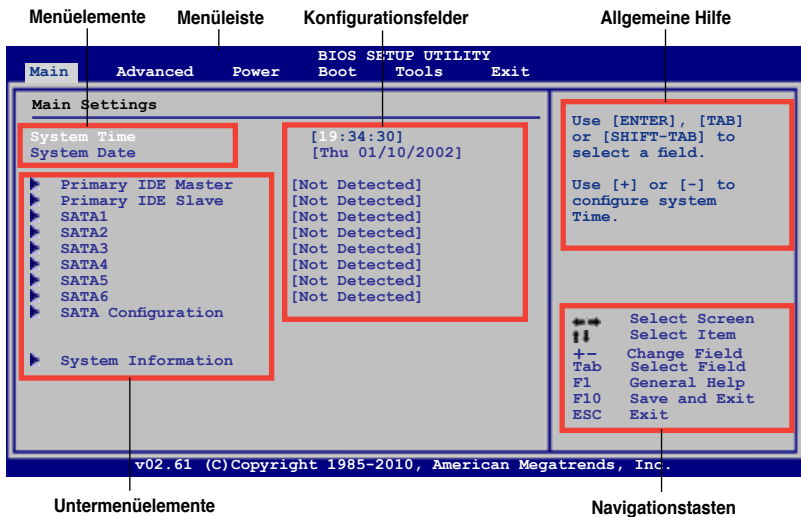 Menüelemente Menüleiste Konfigurationsfelder Allgemeine Hilfe
BIOS SETUP UTILITY
Main Advanced Power Boot Tools Exit
Main Settings
System Time [19:34:30]
System Date [Thu 01/10/2002]
Primary IDE Master [Not Detected]
Primary IDE Slave [Not Detected]
SATA1 [Not Detected]
SATA2 [Not Detected]
SATA3 [Not Detected]
SATA4 [Not Detected]
SATA5 [Not Detected]
SATA6 [Not Detected]
SATA Configuration
System Information
Use [ENTER], [TAB]
or [SHIFT-TAB] to
select a field.
Use [+] or [-] to
configure system
Time.
←→ Select Screen
↑↓ Select Item
+- Change Field
Tab Select Field
F1 General Help
F10 Save and Exit
ESC Exit
v02.61 (C)Copyright 1985-2010, American Megatrends, Inc.
Untermenüelemente Navigationstasten